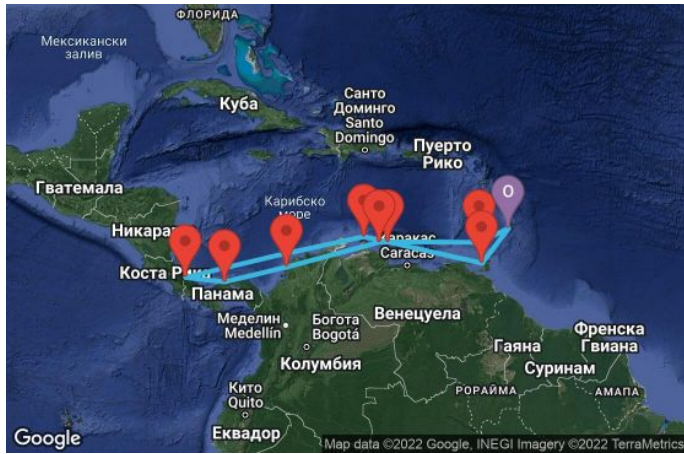 ФЛОРИДА
Мексикански
залив
Куба
Санто
Доминго
Santo
Domingo
Пуерто
Рико
Гватемала
Карибско
море
О
Никараг
Каракас
Caracas
Коста Рика
Панама
Меделин
Medellín
Богота
Bogotá
Венецуела
Колумбия
Гаяна
Френска
Гвиана
Суринам
Кито
Quito
РОРАЙМА
АМАПА
Еквадор
Google
Map data ©2022 Google, INEGI Imagery ©2022 TerraMetrics